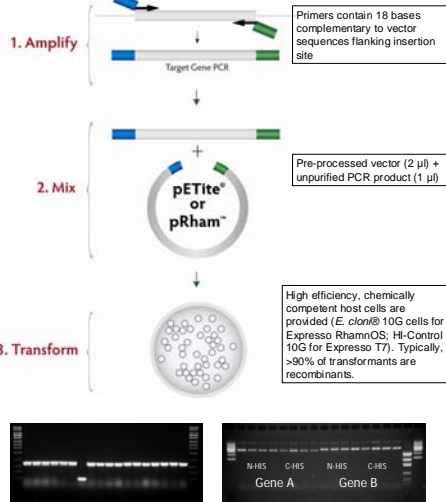 1. Amplify
Target Gene PCR
Primers contain 18 bases
complementary to vector
sequences flanking insertion
site
2. Mix
+
pETite®
or
pRham™
Pre-processed vector (2 µl) +
unpurified PCR product (1 µl)
3. Transform
High efficiency, chemically
competent host cells are
provided (E. cloni® 10G cells for
Expresso RhamnOS; HI-Control
10G for Expresso T7). Typically,
>90% of transformants are
recombinants.
N-HIS C-HIS N-HIS C-HIS
Gene A Gene B